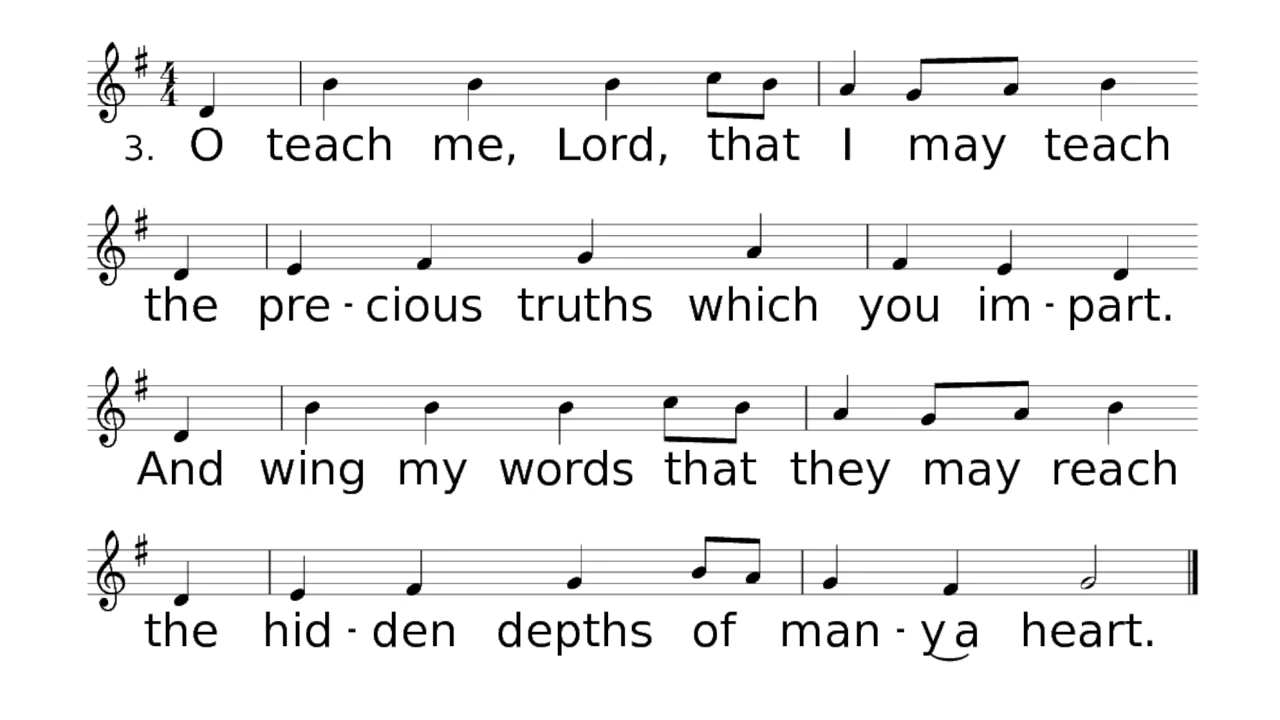 3. O teach me, Lord, that I may teach
the pre - cious truths which you im - part.
And wing my words that they may reach
the hid - den depths of man - y a heart.